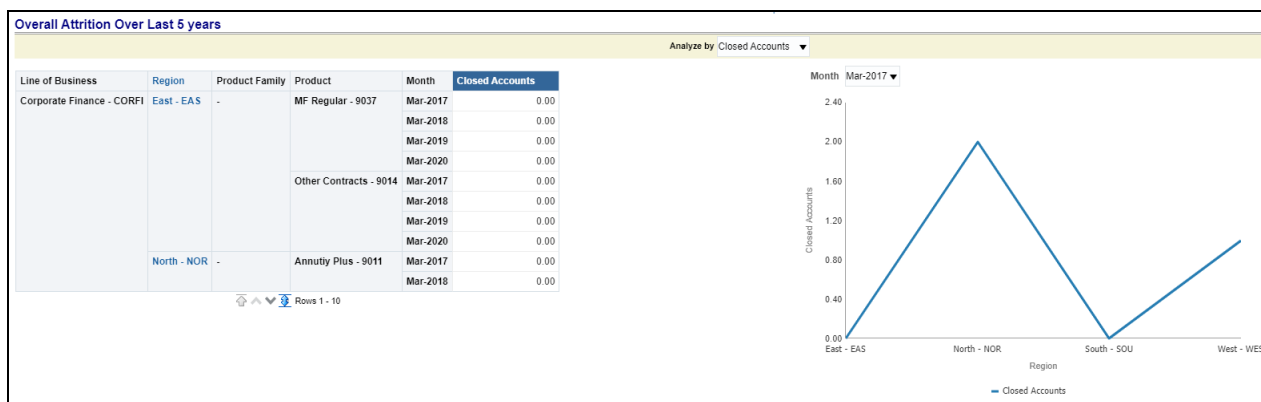 Overall Attrition Over Last 5 years
Analyze by Closed Accounts
Line of Business Region Product Family Product Month Closed Accounts
Corporate Finance - CORFI East - EAS - MF Regular - 9037 Mar-2017 0.00
Mar-2018 0.00
Mar-2019 0.00
Mar-2020 0.00
Other Contracts - 9014 Mar-2017 0.00
Mar-2018 0.00
Mar-2019 0.00
Mar-2020 0.00
North - NOR - Annutiy Plus - 9011 Mar-2017 0.00
Mar-2018 0.00
Rows 1 - 10
Month Mar-2017
2.40
2.00
1.60
1.20
0.80
0.40
0.00
Closed Accounts
East - EAS North - NOR South - SOU West - WES
Region
Closed Accounts